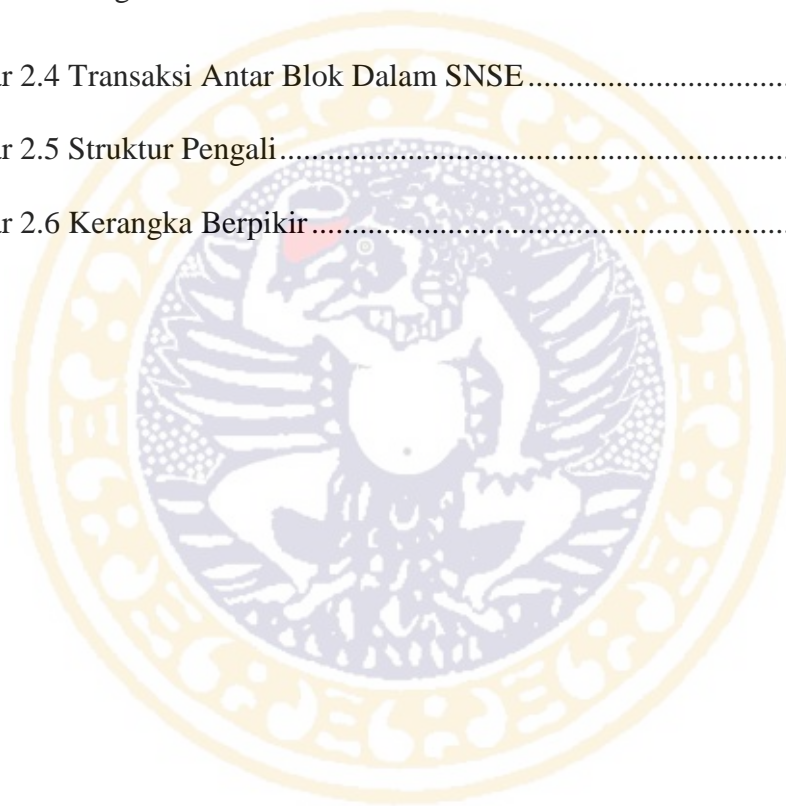 r 2.4 Transaksi Antar Blok Dalam SNSE..............................
r 2.5 Struktur Pengali.................................................................
r 2.6 Kerangka Berpikir.............................................................